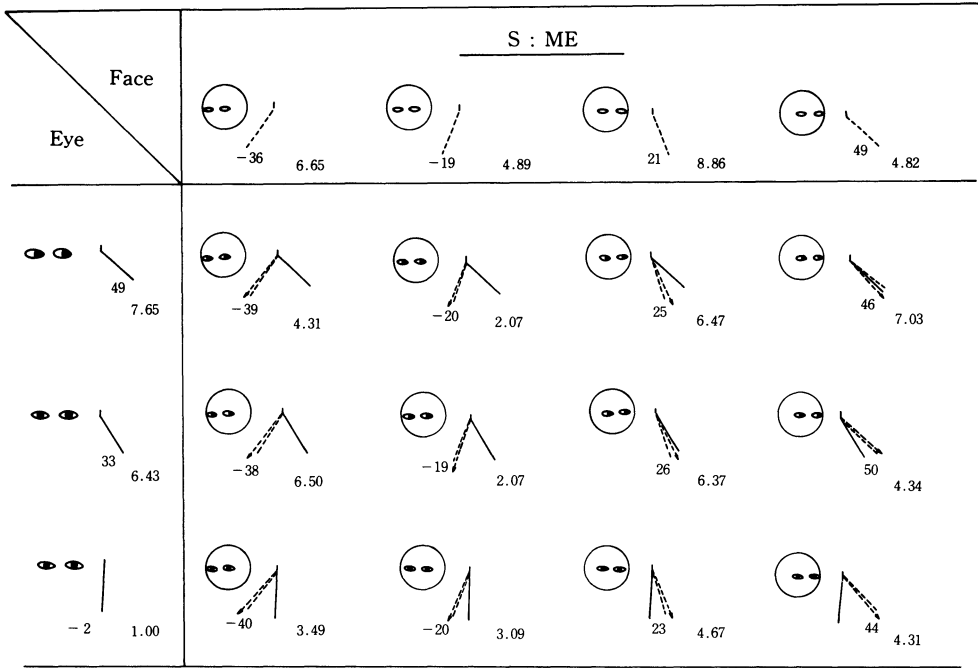 S : ME
Face
Eye
−36 6.65 −19 4.89 21 8.86 49 4.82
49 −39 −20 25 46
7.65 4.31 2.07 6.47 7.03
33 −38 −19 26 50
6.43 6.50 2.07 6.37 4.34
−2 1.00 −40 3.49 −20 3.09 23 4.67 44 4.31